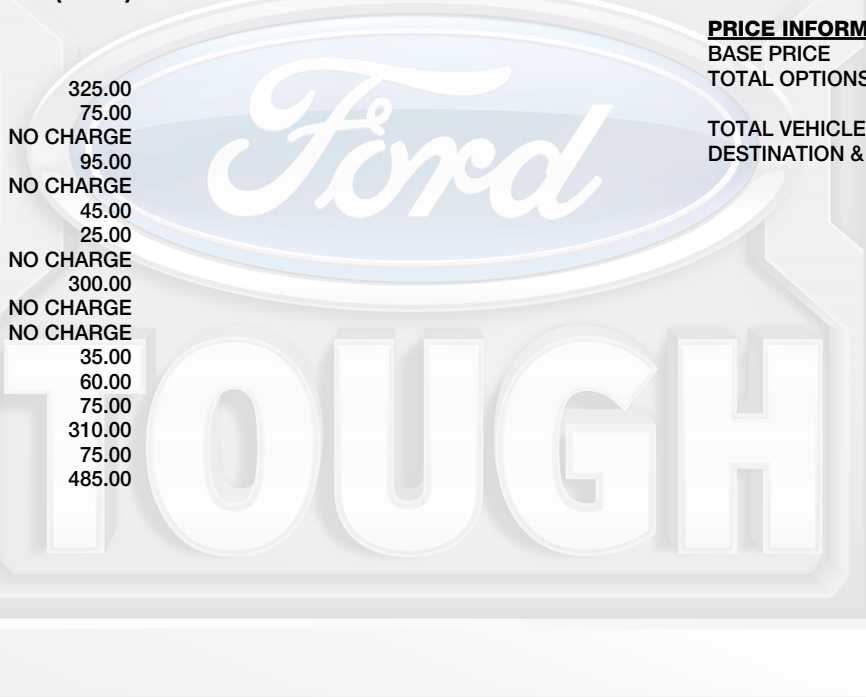 PRICE INFORM
BASE PRICE
TOTAL OPTIONS
TOTAL VEHICLE
DESTINATION &
325.00
75.00
NO CHARGE
95.00
NO CHARGE
45.00
25.00
NO CHARGE
300.00
NO CHARGE
NO CHARGE
35.00
60.00
75.00
310.00
75.00
485.00
Ford
TOUGH